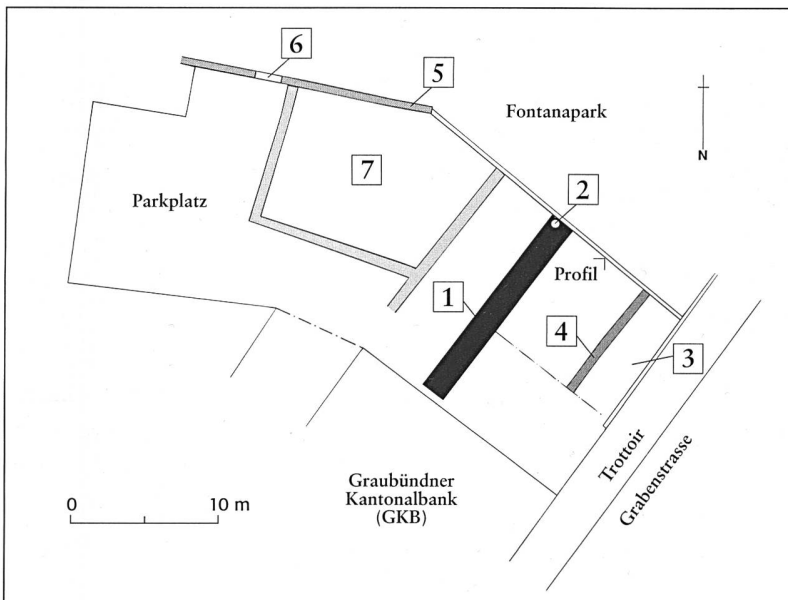 6
5
Fontanapark
N
7
Parkplatz
2
Profil
1
4
3
Trottoir
Grabenstrasse
Graubündner
Kantonalbank
(GKB)
0 10 m